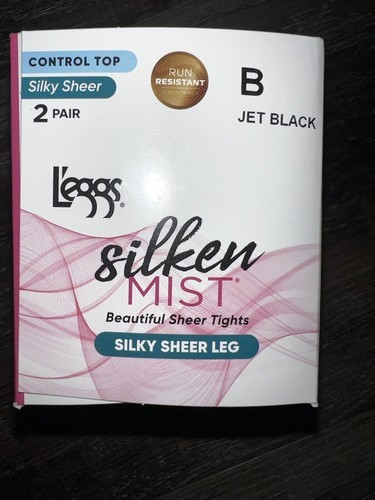 CONTROL TOP
Silky Sheer
2 PAIR
RUN
RESISTANT
B
JET BLACK
L'eggs®
silken
MIST®
Beautiful Sheer Tights
SILKY SHEER LEG